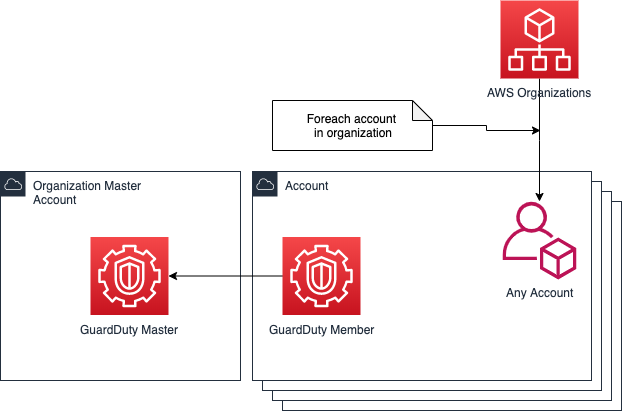 AWS Organizations
Foreach account
in organization
Organization Master
Account
Account
GuardDuty Master
GuardDuty Member
Any Account